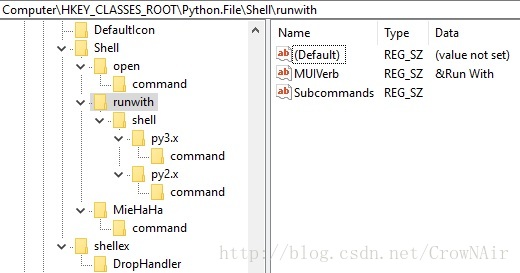 Computer\HKEY_CLASSES_ROOT\Python.File\Shell\runwith
DefaultIcon
Shell
open
command
runwith
shell
py3.x
command
py2.x
command
MieHaHa
command
shellex
DropHandler
Name Type Data
(Default) REG_SZ (value not set)
MUIVerb REG_SZ &Run With
Subcommands REG_SZ
http://blog.csdn.net/CrowNAir